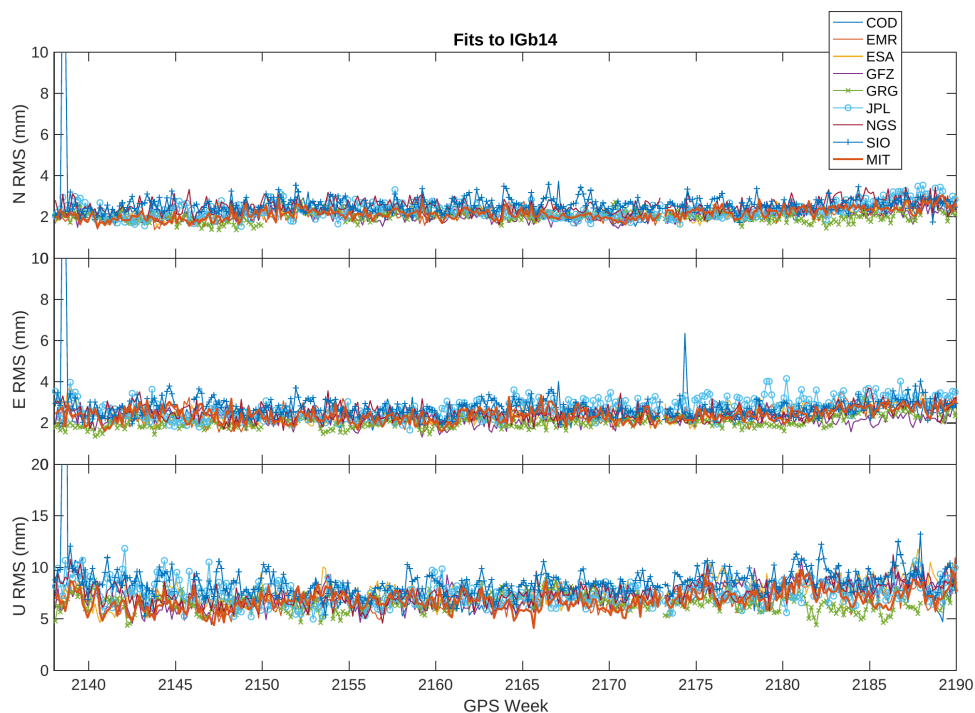 Fits to IGb14
COD
EMR
ESA
GFZ
GRG
JPL
NGS
SIO
MIT
10
8
6
4
2
N RMS (mm)
10
8
6
4
2
0
E RMS (mm)
20
15
10
5
0
U RMS (mm)
2140 2145 2150 2155 2160 2165 2170 2175 2180 2185 2190
GPS Week